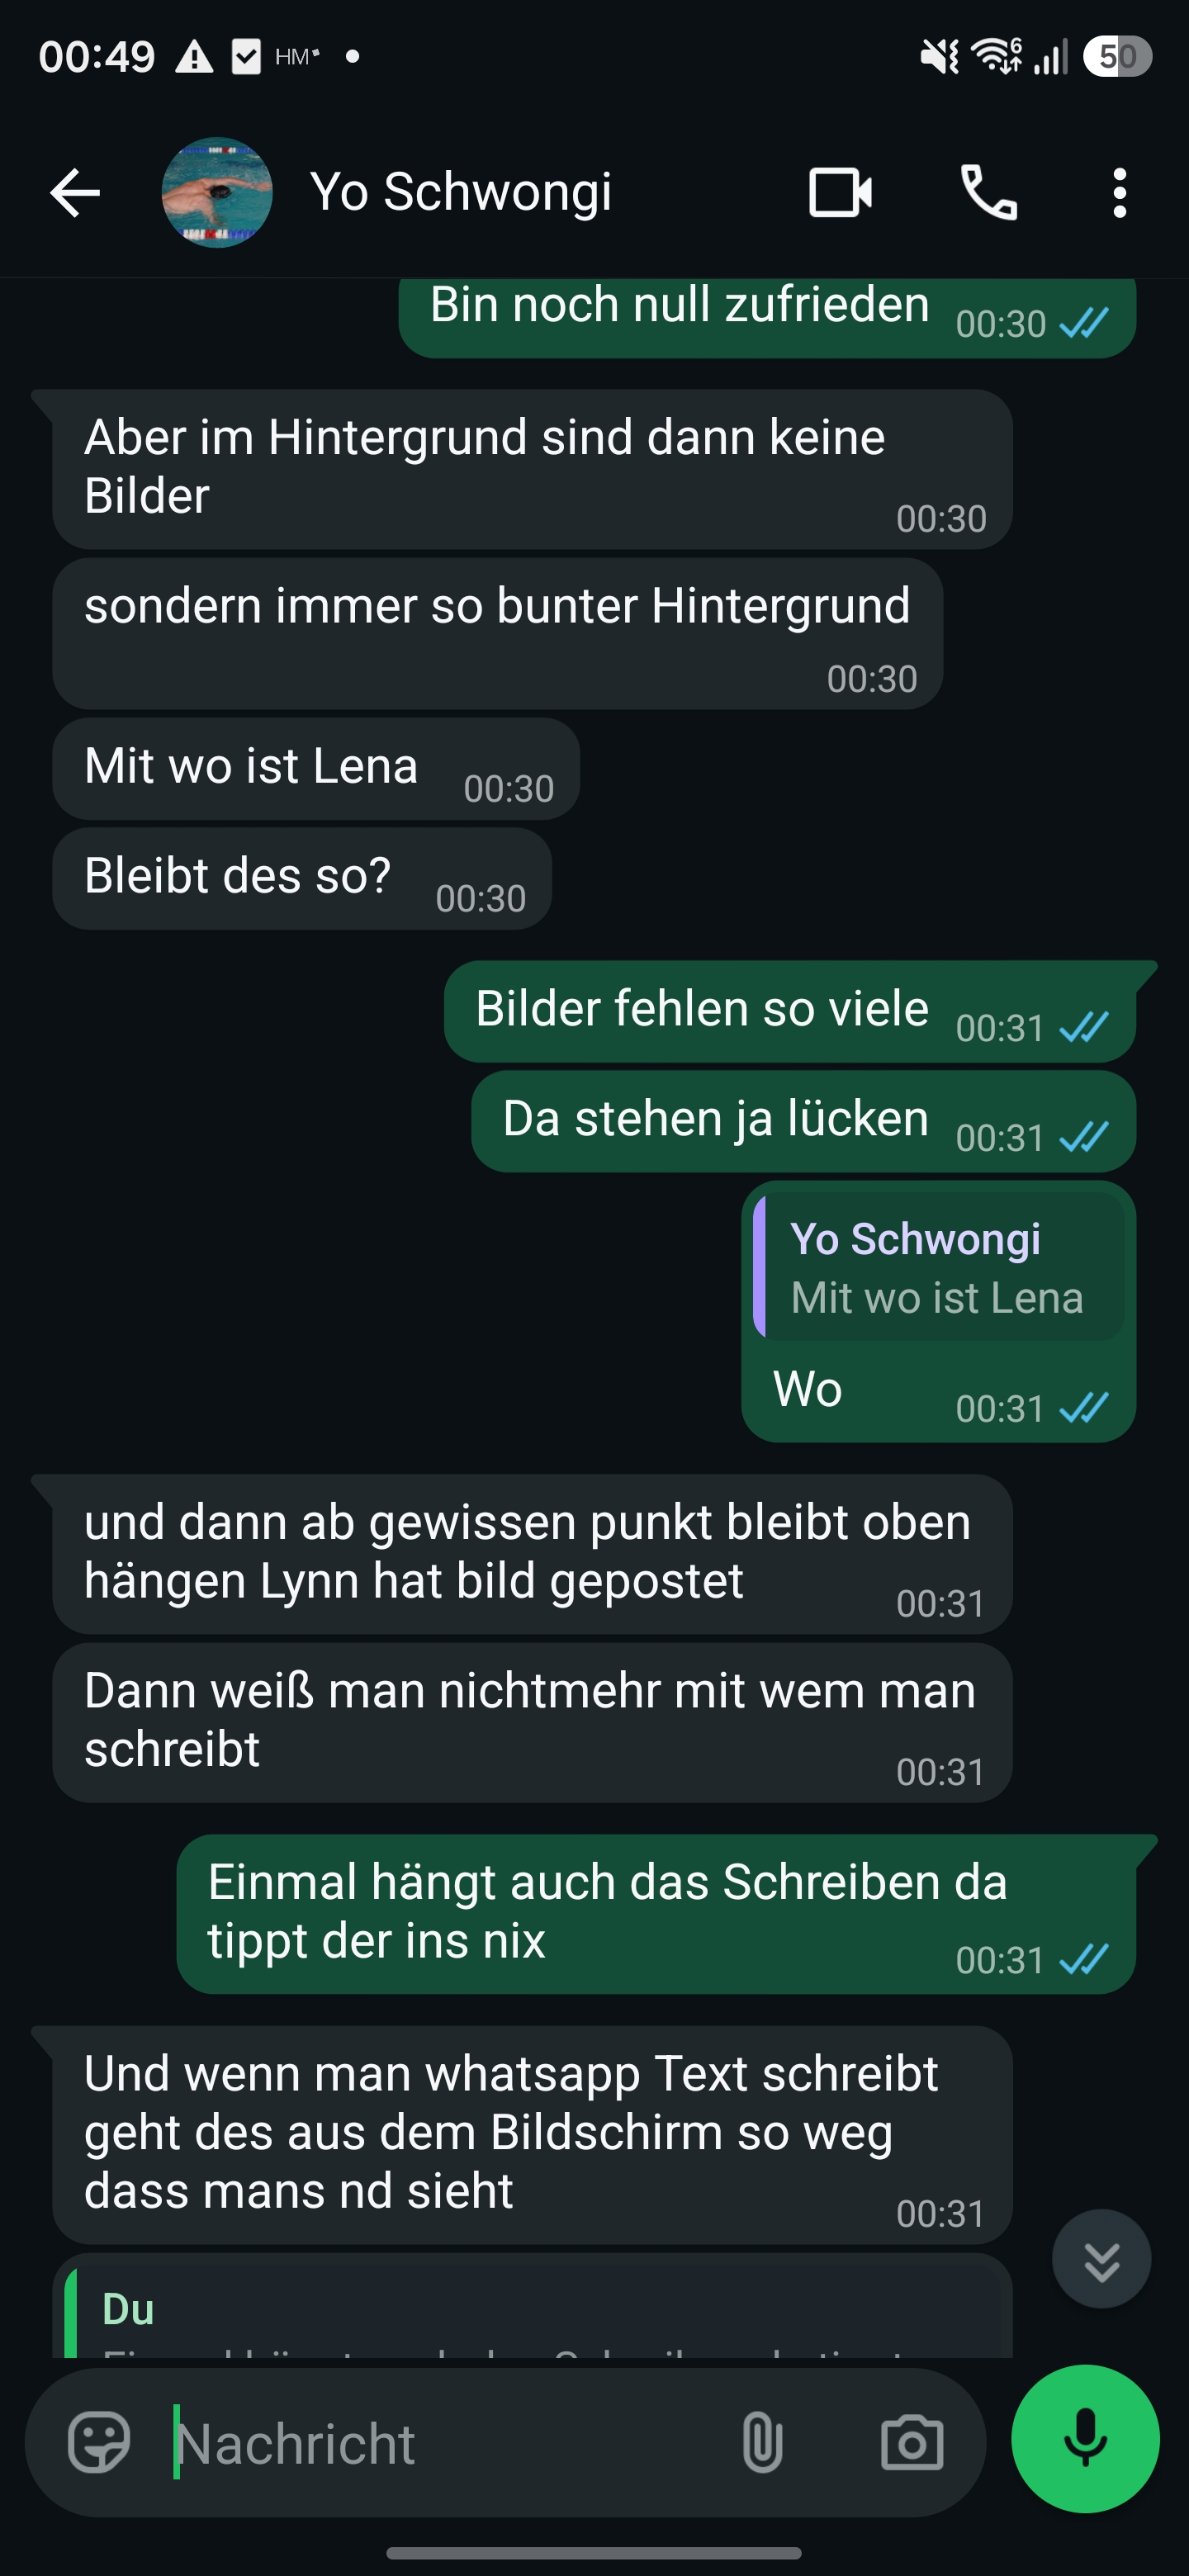 00:49 HM
50
Yo Schwongi
Bin noch null zufrieden 00:30
Aber im Hintergrund sind dann keine
Bilder
00:30
sondern immer so bunter Hintergrund
00:30
Mit wo ist Lena 00:30
Bleibt des so? 00:30
Bilder fehlen so viele 00:31
Da stehen ja lücken 00:31
Yo Schwongi
Mit wo ist Lena
Wo 00:31
und dann ab gewissen punkt bleibt oben
hängen Lynn hat bild gepostet
00:31
Dann weiß man nichtmehr mit wem man
schreibt
00:31
Einmal hängt auch das Schreiben da
tippt der ins nix
00:31
Und wenn man whatsapp Text schreibt
geht des aus dem Bildschirm so weg
dass mans nd sieht
00:31
Du
Nachricht